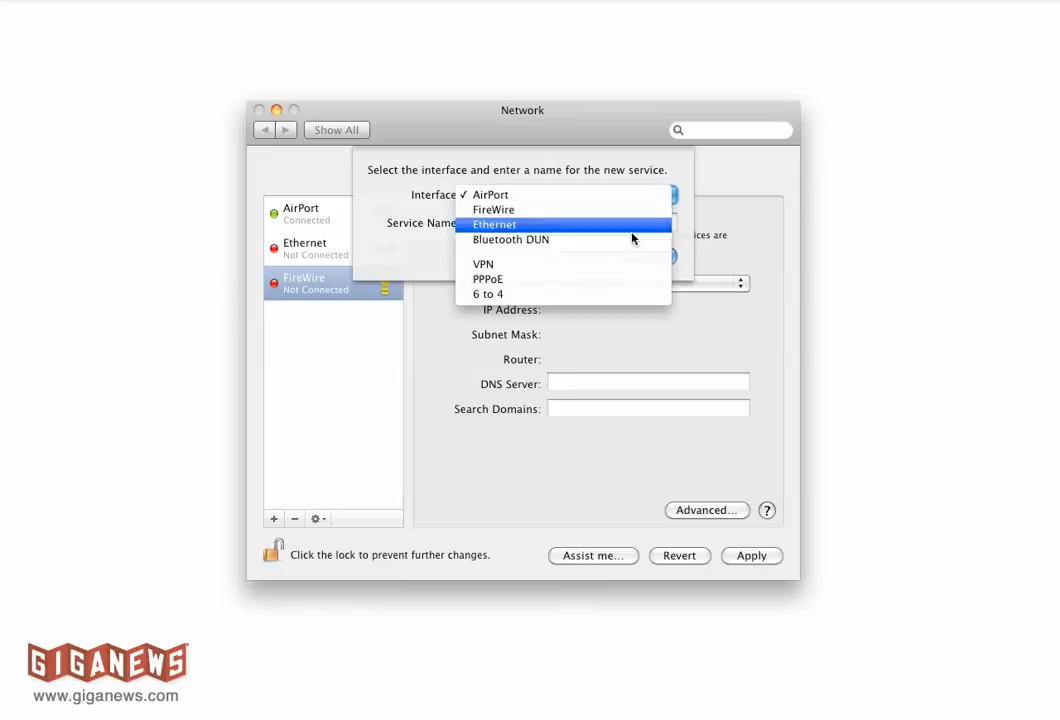 Network
Show All
Select the interface and enter a name for the new service.
Interface ✓ AirPort
FireWire
Service Name
Ethernet
Bluetooth DUN
VPN
PPPoE
6 to 4
AirPort
Connected
Ethernet
Not Connected
FireWire
Not Connected
ices are
IP Address:
Subnet Mask:
Router:
DNS Server:
Search Domains:
+ −
Advanced... ?
Click the lock to prevent further changes.
Assist me...
Revert
Apply
GIGANEWS
www.giganews.com